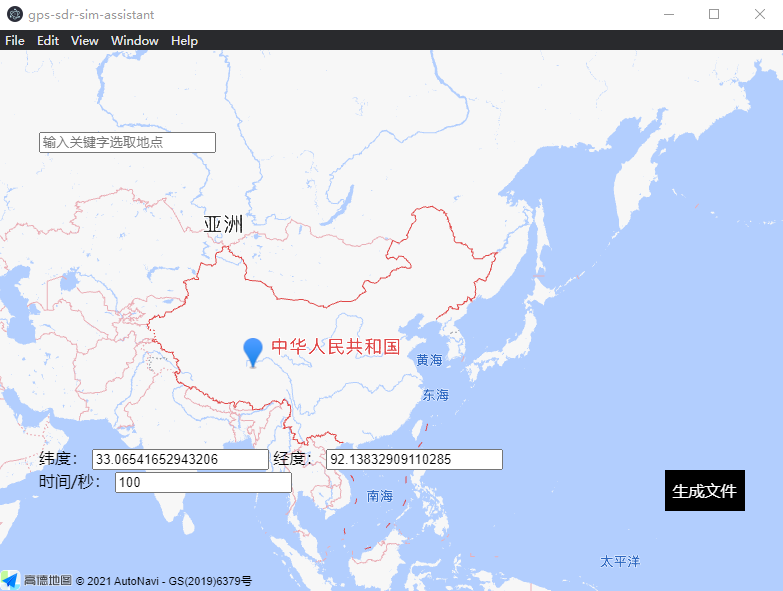 gps-sdr-sim-assistant
File Edit View Window Help
输入关键字选取地点
亚洲
中华人民共和国
黄海
东海
纬度： 33.06541652943206 经度： 92.13832909110285
时间/秒： 100
生成文件
南海
太平洋
高德地图 © 2021 AutoNavi - GS(2019)6379号